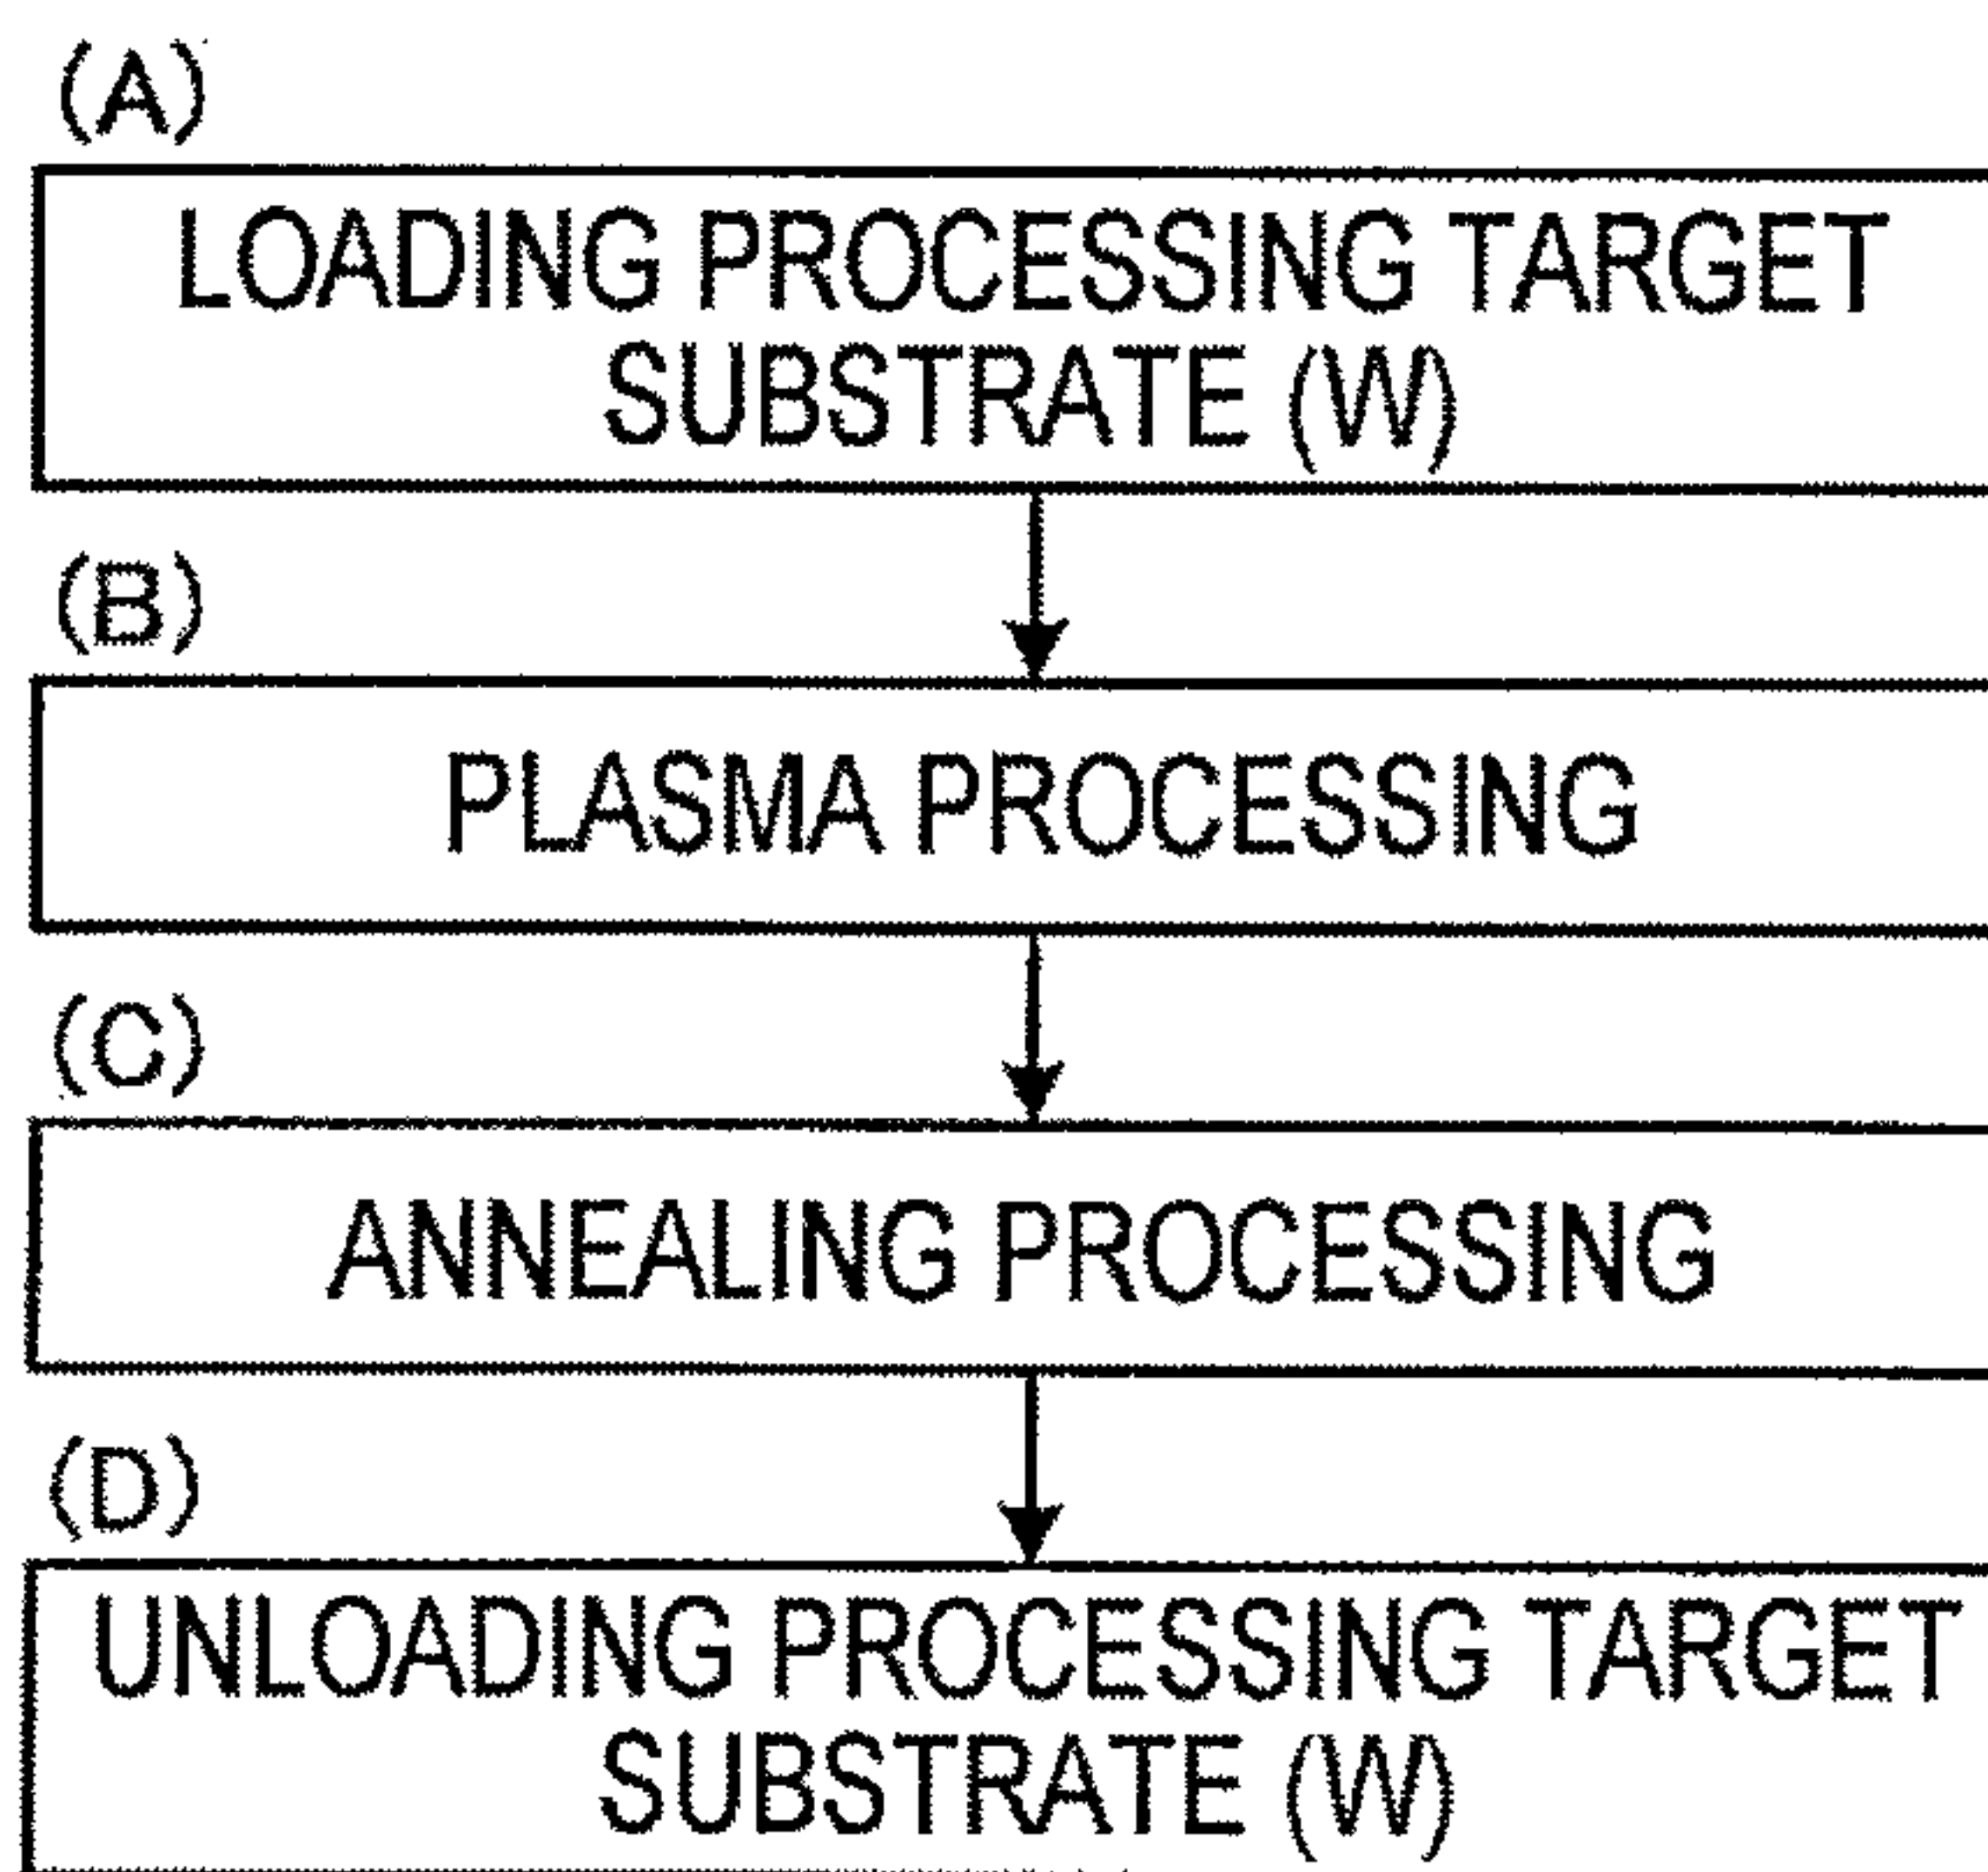 (A)
LOADING PROCESSING TARGET
SUBSTRATE (W)
(B)
PLASMA PROCESSING
(C)
ANNEALING PROCESSING
(D)
UNLOADING PROCESSING TARGET
SUBSTRATE (W)